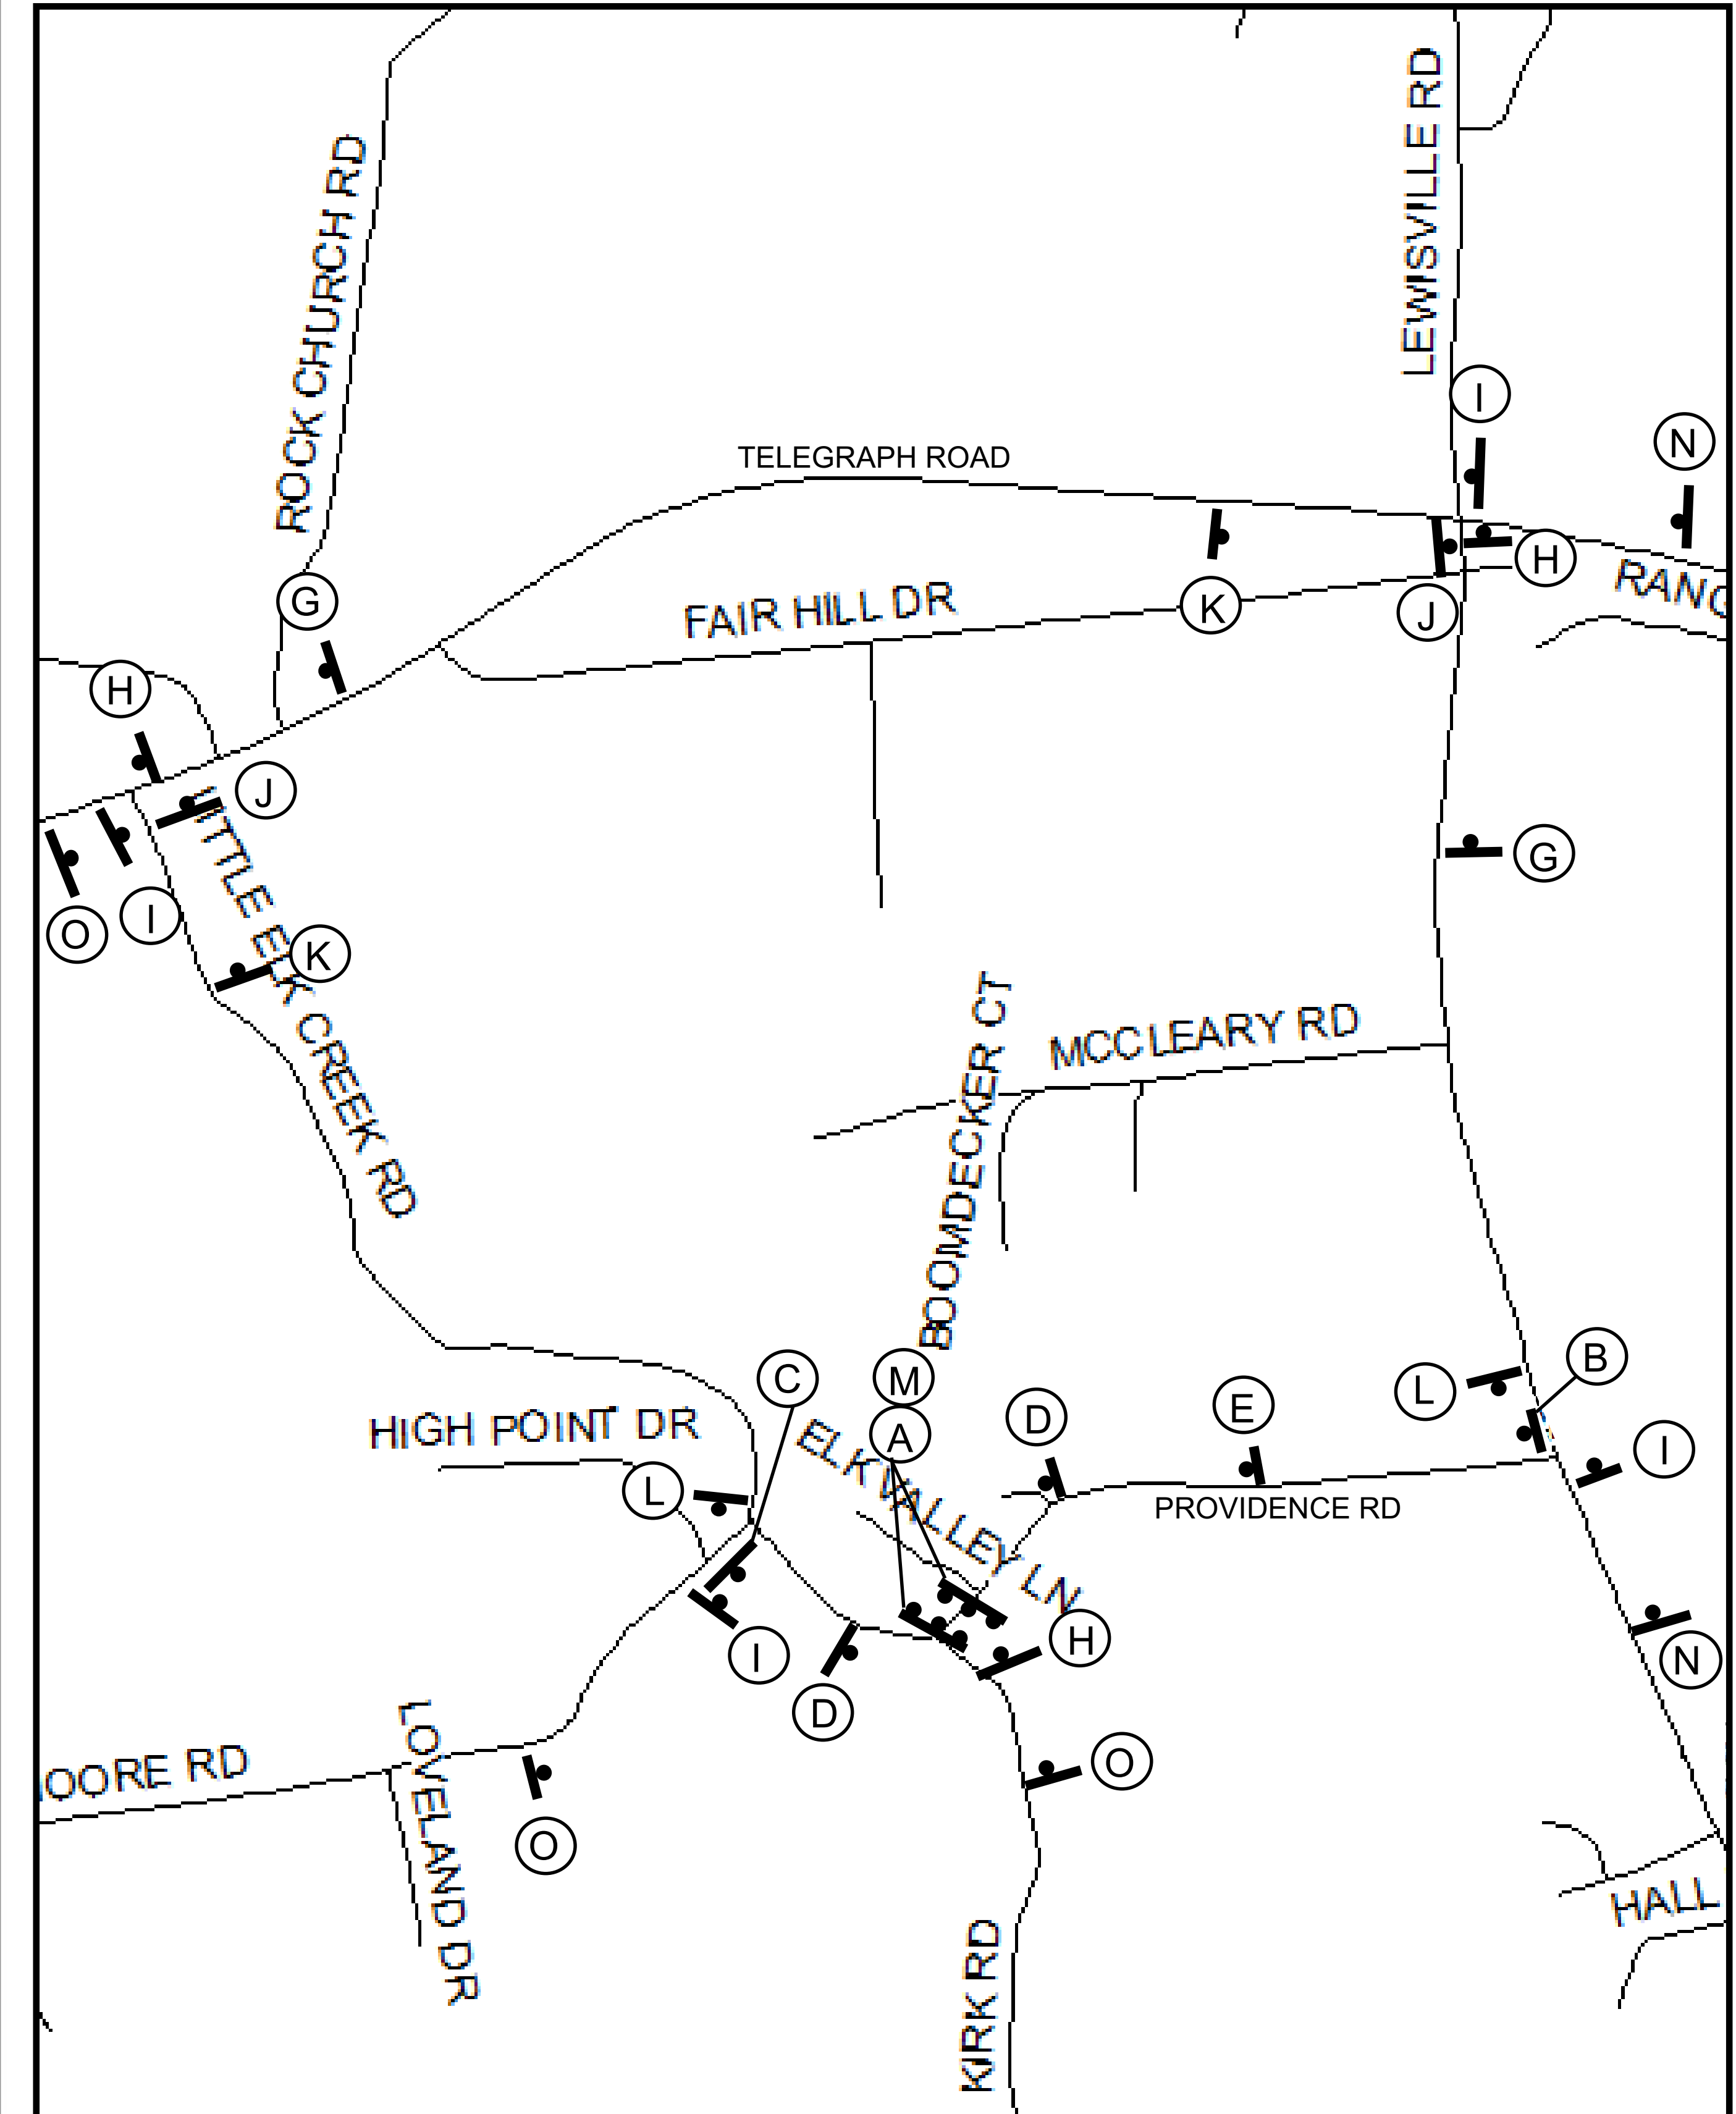 LEWISVILLE RD
ROCK CHURCH RD
I
N
TELEGRAPH ROAD
H
RANG
G
FAIR HILL DR
K
J
H
J
G
O
I
LITTLE ELK CREEK RD
K
BOOMDECKER CT
MCCLEARY RD
C
M
A
D
E
L
B
HIGH POINT DR
ELK VALLEY LN
I
L
PROVIDENCE RD
I
D
H
N
OORE RD
LOVELAND DR
O
O
HALL
KIRK RD